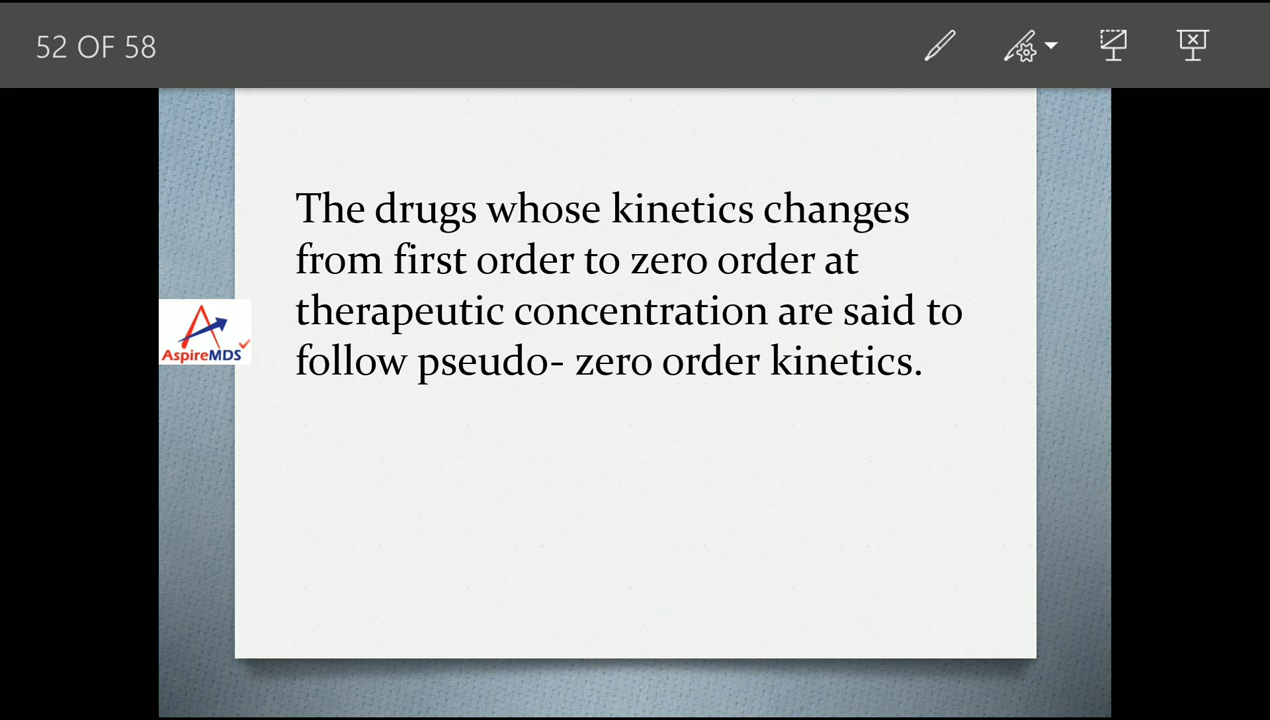 52 OF 58
The drugs whose kinetics changes
from first order to zero order at
therapeutic concentration are said to
follow pseudo- zero order kinetics.
AspireMDS